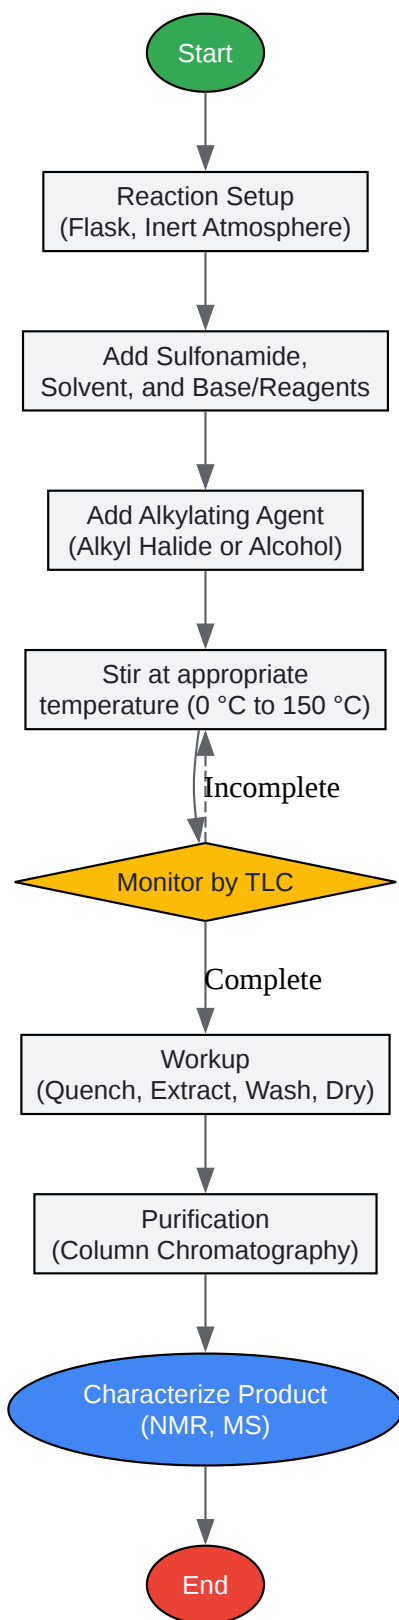 Start
Reaction Setup
(Flask, Inert Atmosphere)
Add Sulfonamide,
Solvent, and Base/Reagents
Add Alkylating Agent
(Alkyl Halide or Alcohol)
Stir at appropriate
temperature (0 °C to 150 °C)
Incomplete
Monitor by TLC
Complete
Workup
(Quench, Extract, Wash, Dry)
Purification
(Column Chromatography)
Characterize Product
(NMR, MS)
End